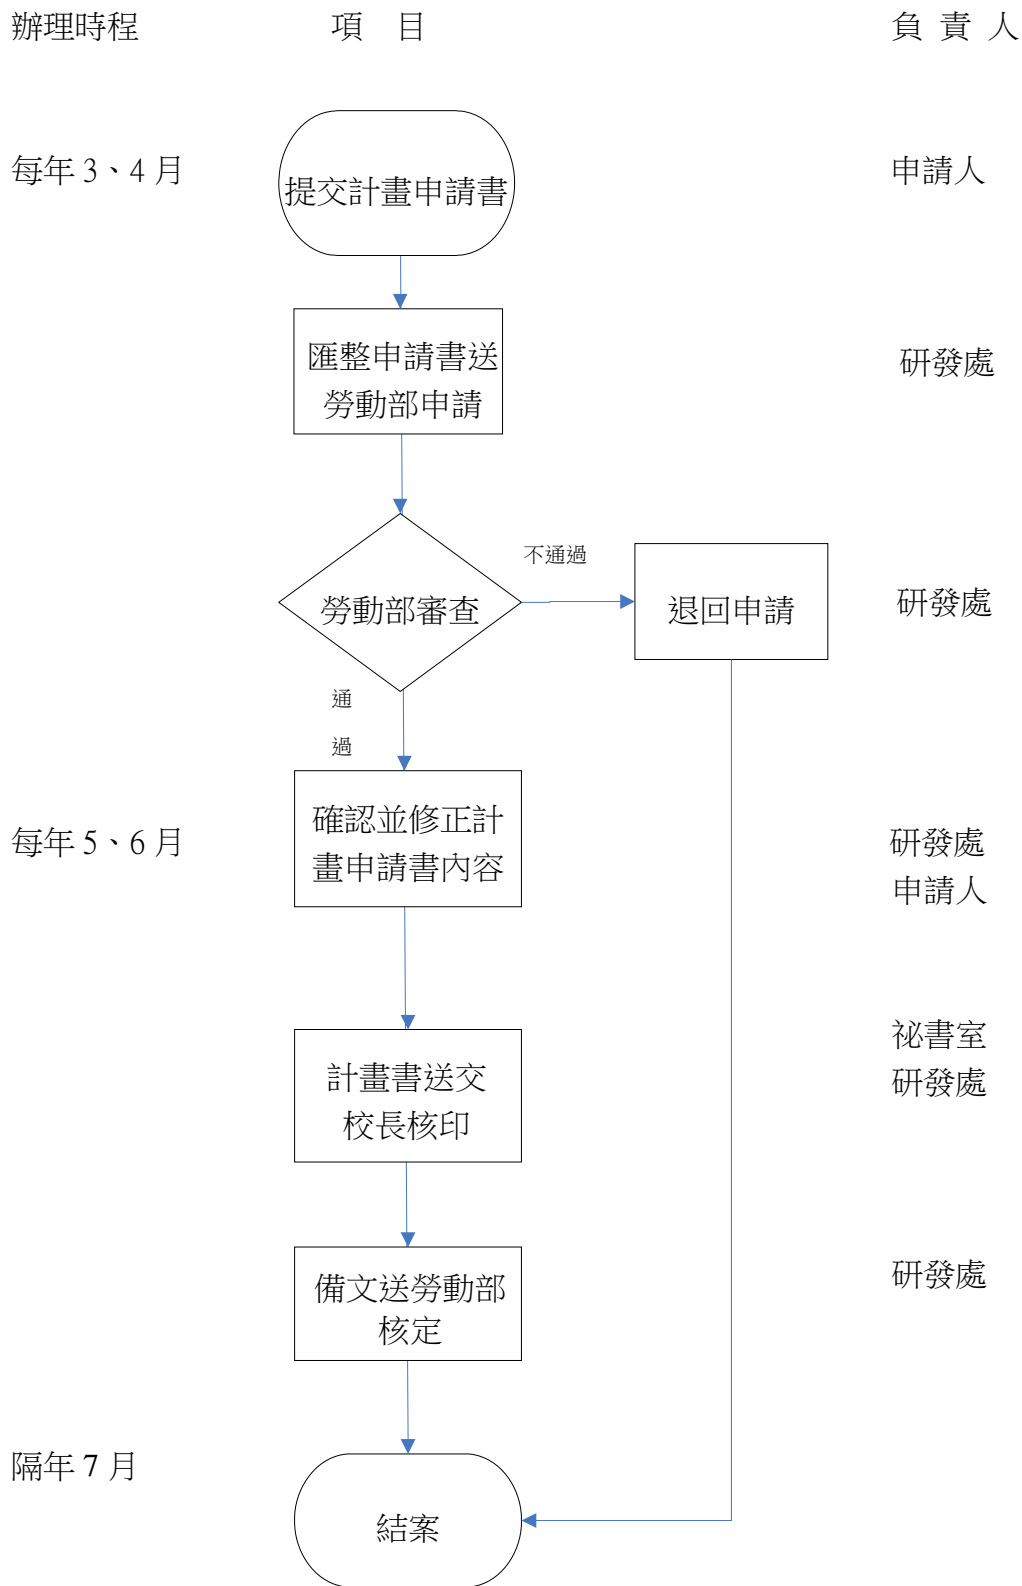 辦理時程 項 目 負 責 人
每年 3、4 月 提交計畫申請書 申請人
匯整申請書送
勞動部申請
研發處
勞動部審查
不通過
退回申請
研發處
通
過
每年 5、6 月
確認並修正計
畫申請書內容
研發處
申請人
計畫書送交
校長核印
祕書室
研發處
備文送勞動部
核定
研發處
隔年 7 月
結案